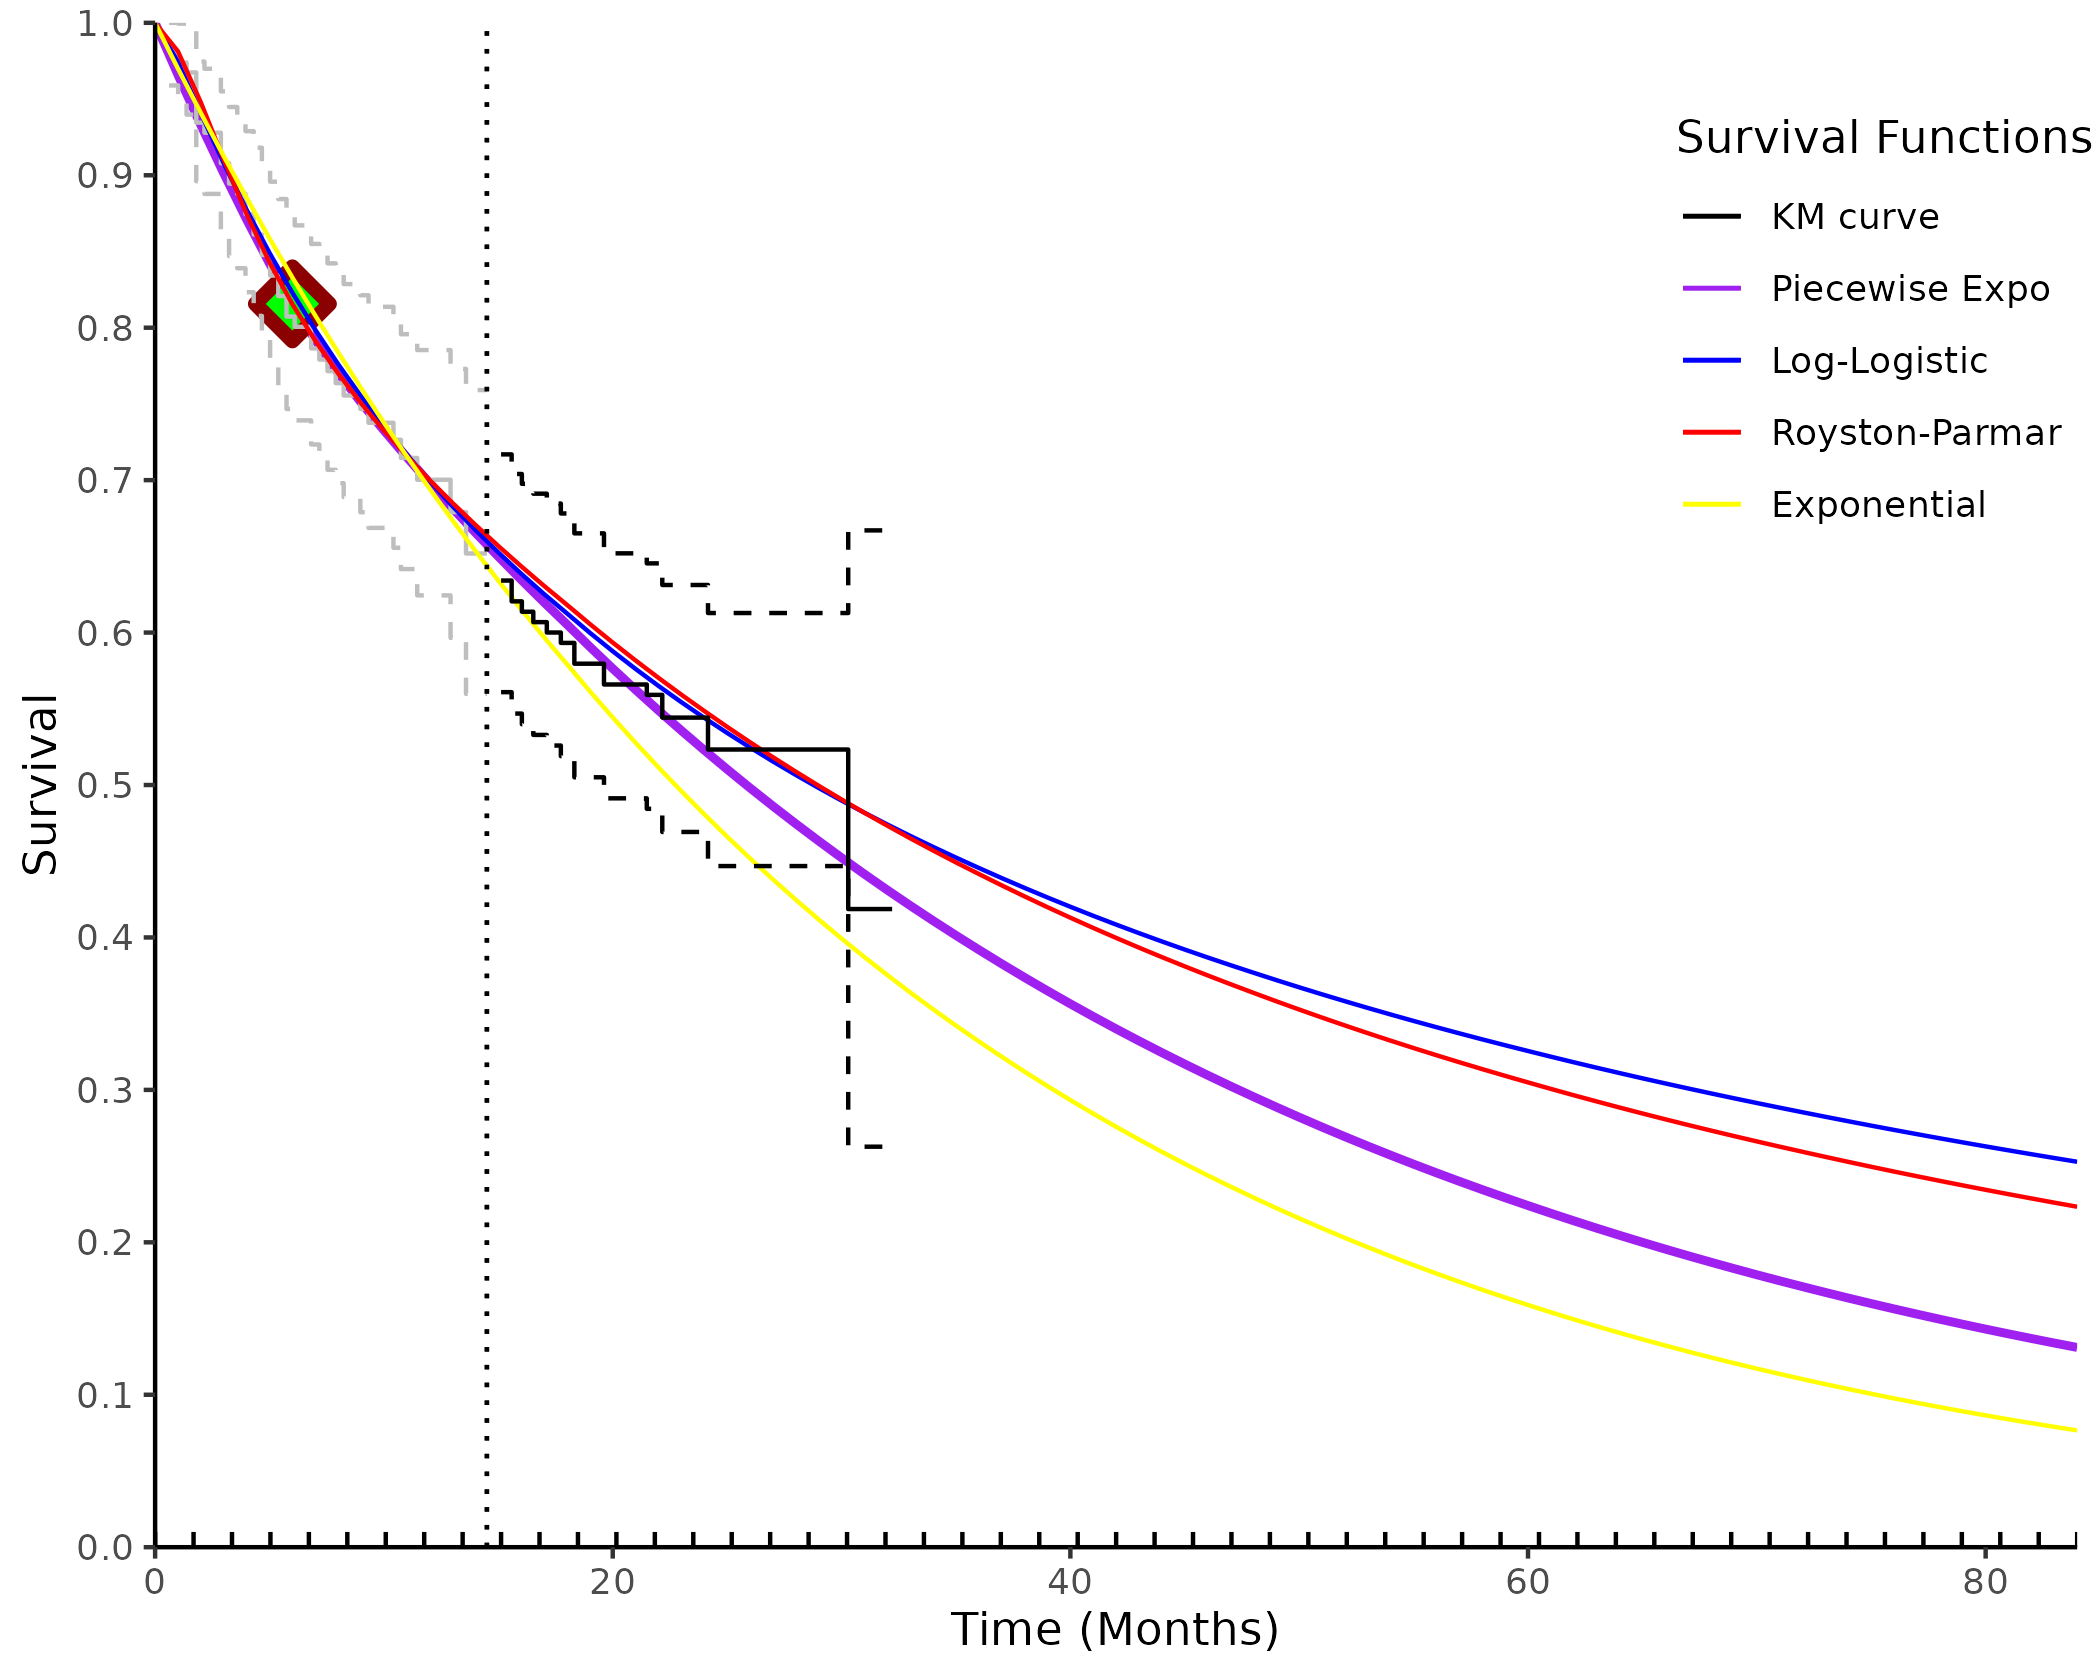 Survival Functions
KM curve
Piecewise Expo
Log-Logistic
Royston-Parmar
Exponential
Survival
1.0
0.9
0.8
0.7
0.6
0.5
0.4
0.3
0.2
0.1
0.0
0 20 40 60 80
Time (Months)